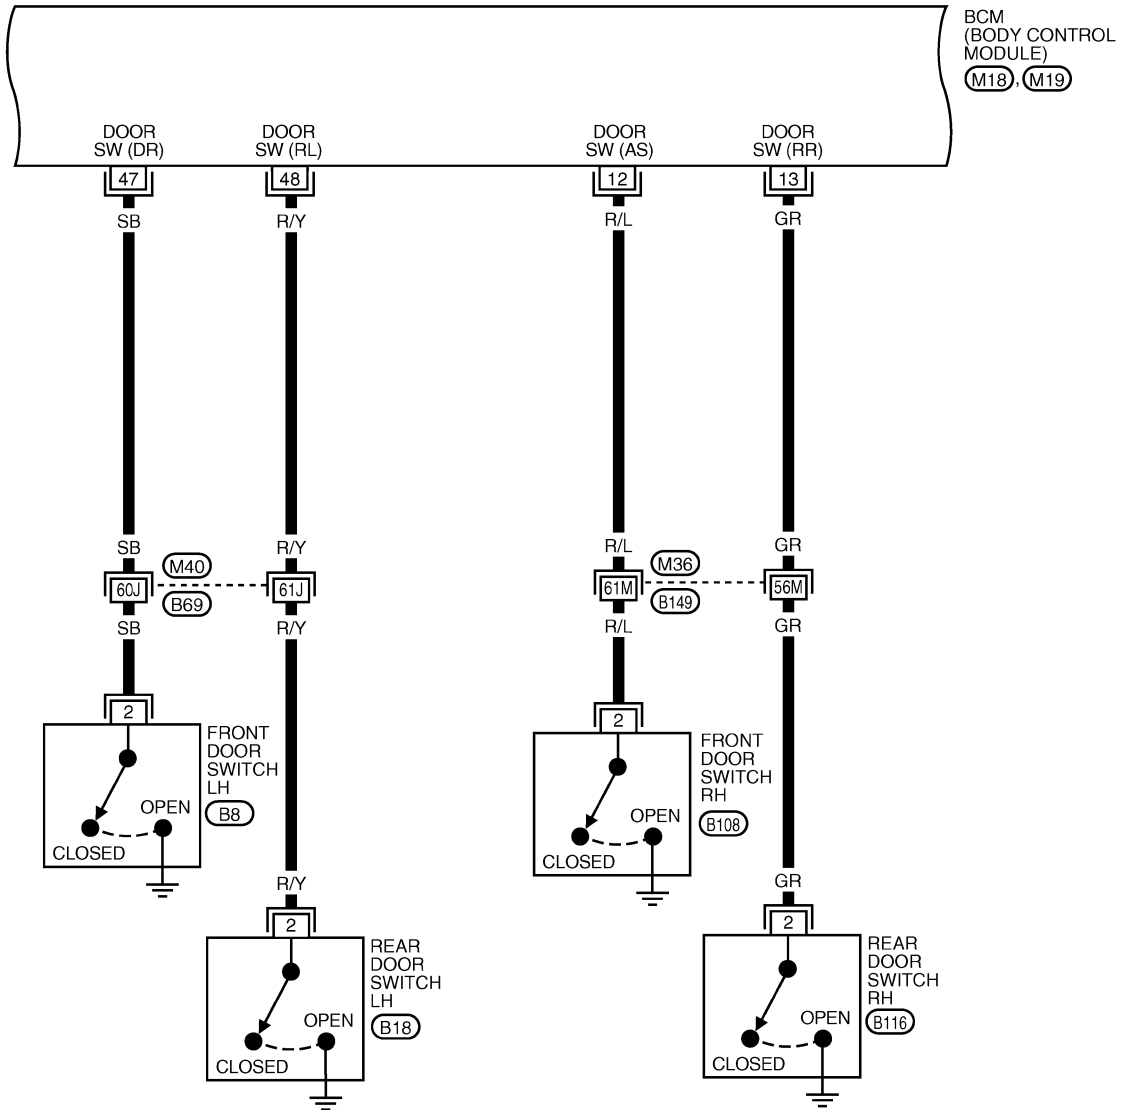 BCM
(BODY CONTROL
MODULE)
M18, M19
DOOR
SW (DR)
DOOR
SW (RL)
DOOR
SW (AS)
DOOR
SW (RR)
47
48
12
13
SB
R/Y
R/L
GR
SB
R/Y
R/L
GR
M40
M36
60J
61J
61M
56M
B69
B149
SB
R/Y
R/L
GR
2
FRONT
DOOR
SWITCH
LH
B8
OPEN
CLOSED
2
FRONT
DOOR
SWITCH
RH
B108
OPEN
CLOSED
R/Y
GR
2
REAR
DOOR
SWITCH
LH
B18
OPEN
CLOSED
2
REAR
DOOR
SWITCH
RH
B116
OPEN
CLOSED